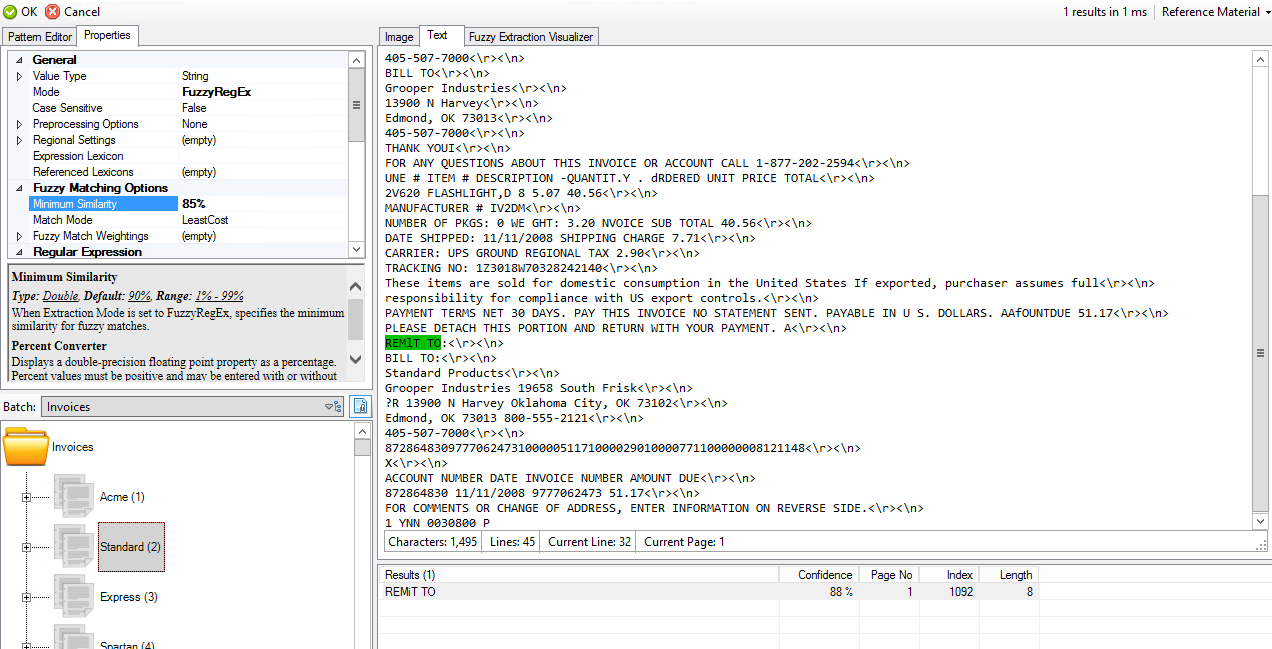 OK Cancel
1 results in 1 ms Reference Material
Pattern Editor Properties
General
Value Type String
Mode FuzzyRegEx
Case Sensitive False
Preprocessing Options None
Regional Settings (empty)
Expression Lexicon
Referenced Lexicons (empty)
Fuzzy Matching Options
Minimum Similarity 85%
Match Mode LeastCost
Fuzzy Match Weightings (empty)
Regular Expression
Minimum Similarity
Type: Double, Default: 90%, Range: 1% - 99%
When Extraction Mode is set to FuzzyRegEx, specifies the minimum
similarity for fuzzy matches.
Percent Converter
Displays a double-precision floating point property as a percentage.
Percent values must be positive and may be entered with or without
Batch: Invoices
Invoices
Acme (1)
Standard (2)
Express (3)
Spartan (4)
Image Text Fuzzy Extraction Visualizer
405-507-7000<\r><\n>
BILL TO<\r><\n>
Grooper Industries<\r><\n>
13900 N Harvey<\r><\n>
Edmond, OK 73013<\r><\n>
405-507-7000<\r><\n>
THANK YOUI<\r><\n>
FOR ANY QUESTIONS ABOUT THIS INVOICE OR ACCOUNT CALL 1-877-202-2594<\r><\n>
UNE # ITEM # DESCRIPTION -QUANTIT.Y . dRDERED UNIT PRICE TOTAL<\r><\n>
2V620 FLASHLIGHT,D 8 5.07 40.56<\r><\n>
MANUFACTURER # IV2DM<\r><\n>
NUMBER OF PKGS: 0 WE GHT: 3.20 NVOICE SUB TOTAL 40.56<\r><\n>
DATE SHIPPED: 11/11/2008 SHIPPING CHARGE 7.71<\r><\n>
CARRIER: UPS GROUND REGIONAL TAX 2.90<\r><\n>
TRACKING NO: 1Z3018W70328242140<\r><\n>
These items are sold for domestic consumption in the United States If exported, purchaser assumes full<\r><\n>
responsibility for compliance with US export controls.<\r><\n>
PAYMENT TERMS NET 30 DAYS. PAY THIS INVOICE NO STATEMENT SENT. PAYABLE IN U S. DOLLARS. AAfOUNTDUE 51.17<\r><\n>
PLEASE DETACH THIS PORTION AND RETURN WITH YOUR PAYMENT. A<\r><\n>
REMlT TO:<\r><\n>
BILL TO:<\r><\n>
Standard Products<\r><\n>
Grooper Industries 19658 South Frisk<\r><\n>
?R 13900 N Harvey Oklahoma City, OK 73102<\r><\n>
Edmond, OK 73013 800-555-2121<\r><\n>
405-507-7000<\r><\n>
872864830977706247310000051171000029010000771100000008121148<\r><\n>
X<\r><\n>
ACCOUNT NUMBER DATE INVOICE NUMBER AMOUNT DUE<\r><\n>
872864830 11/11/2008 9777062473 51.17<\r><\n>
FOR COMMENTS OR CHANGE OF ADDRESS, ENTER INFORMATION ON REVERSE SIDE.<\r><\n>
1 YNN 0030800 P
Characters: 1,495 Lines: 45 Current Line: 32 Current Page: 1
Results (1) Confidence Page No Index Length
REMiT TO 88 % 1 1092 8